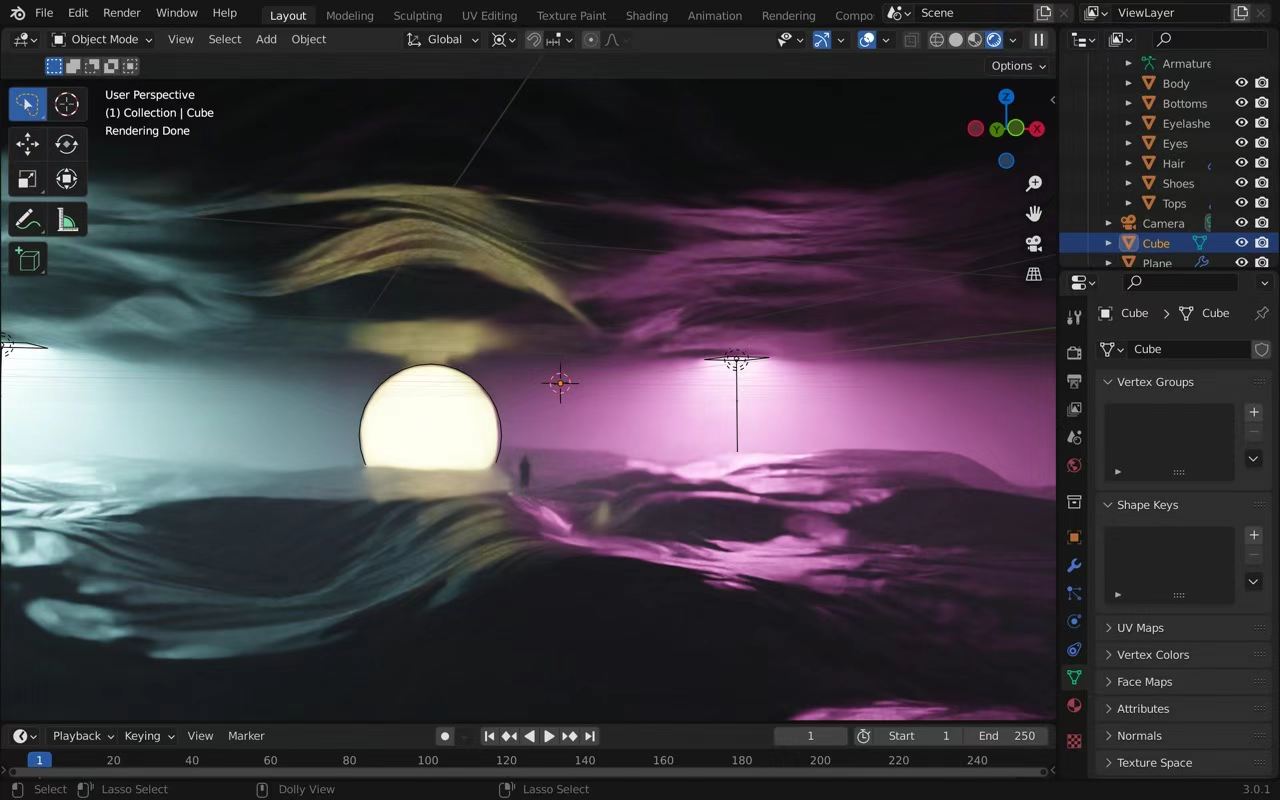 File Edit Render Window Help Layout Modeling Sculpting UV Editing Texture Paint Shading Animation Rendering Compo Scene ViewLayer
Object Mode View Select Add Object Global
Options
User Perspective
(1) Collection | Cube
Rendering Done
Z
Y
X
Armature
Body
Bottoms
Eyelashe
Eyes
Hair
Shoes
Tops
Camera
Cube
Plane
Cube > Cube
Cube
Vertex Groups
Shape Keys
UV Maps
Vertex Colors
Face Maps
Attributes
Normals
Texture Space
Playback Keying View Marker 1 Start 1 End 250
1 20 40 60 80 100 120 140 160 180 200 220 240
Select Lasso Select Dolly View Lasso Select 3.0.1